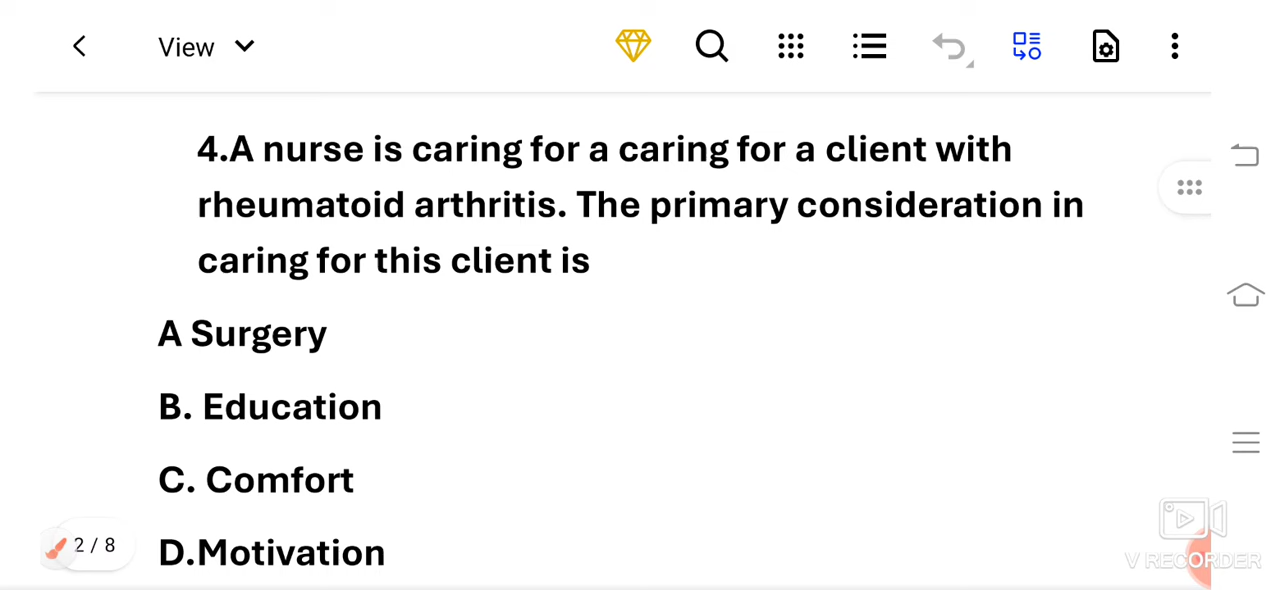 View
4.A nurse is caring for a caring for a client with
rheumatoid arthritis. The primary consideration in
caring for this client is
A Surgery
B. Education
C. Comfort
2 / 8
D.Motivation
V RECORDER